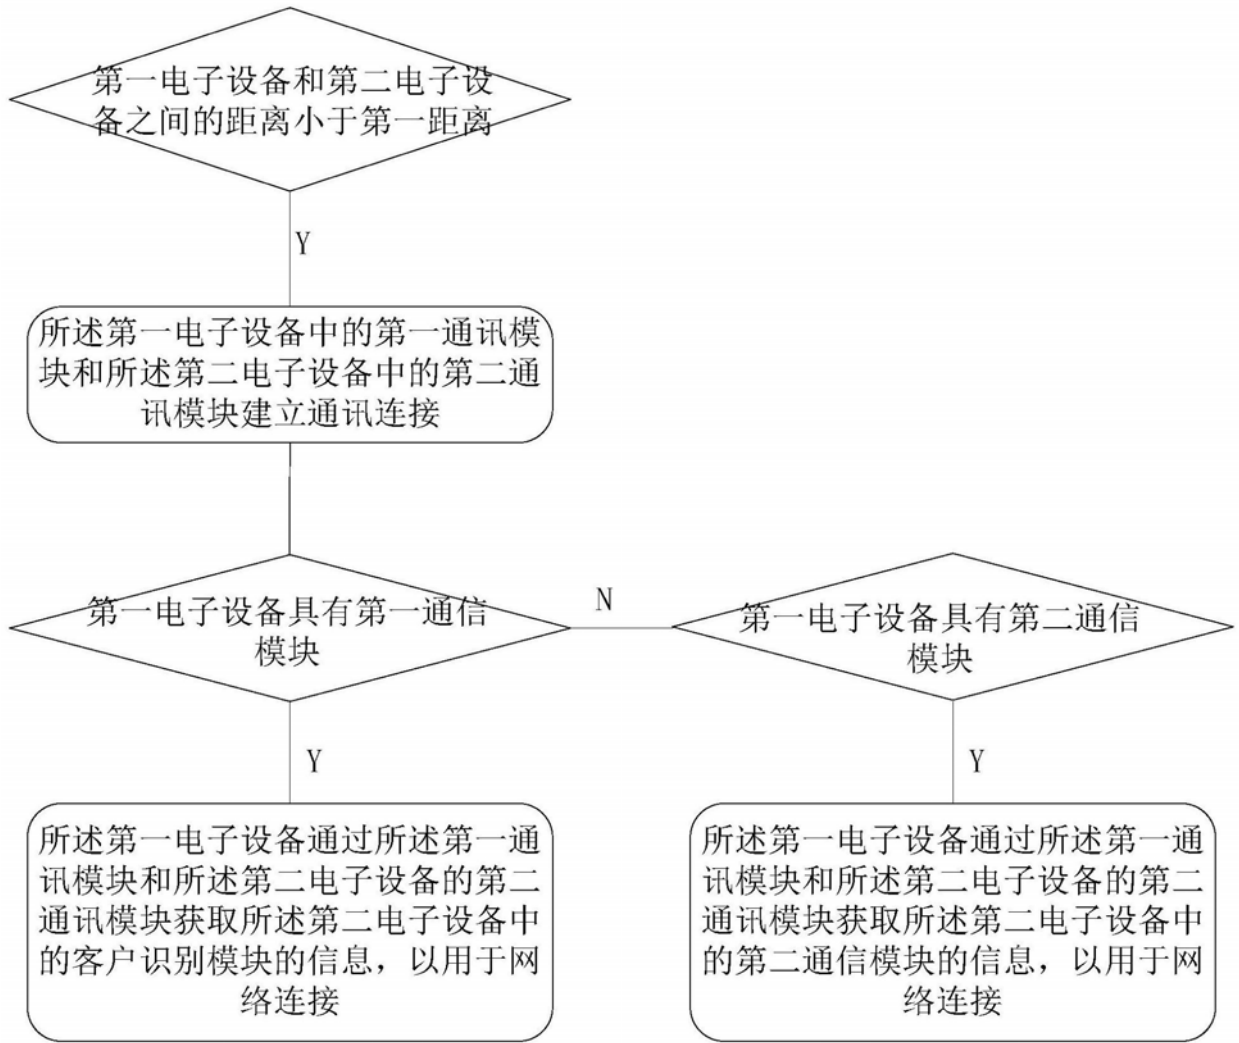 第一电子设备和第二电子设
备之间的距离小于第一距离
Y
所述第一电子设备中的第一通讯模
块和所述第二电子设备中的第二通
讯模块建立通讯连接
第一电子设备具有第一通信
模块
N
第一电子设备具有第二通信
模块
Y
所述第一电子设备通过所述第一通
讯模块和所述第二电子设备的第二
通讯模块获取所述第二电子设备中
的客户识别模块的信息，以用于网
络连接
Y
所述第一电子设备通过所述第一通
讯模块和所述第二电子设备的第二
通讯模块获取所述第二电子设备中
的第二通信模块的信息，以用于网
络连接